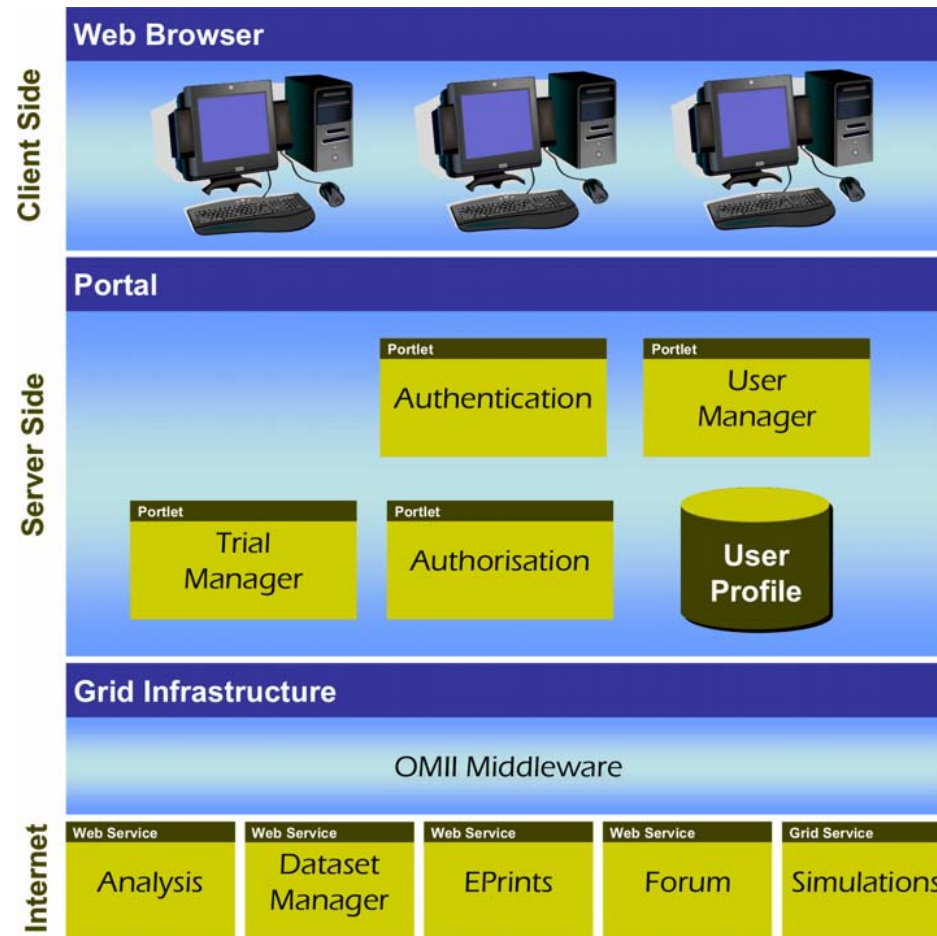 Client Side
Web Browser
Server Side
Portal
Portlet
Authentication
Portlet
User
Manager
Portlet
Trial
Manager
Portlet
Authorisation
User
Profile
Grid Infrastructure
OMII Middleware
Internet
Web Service
Analysis
Web Service
Dataset
Manager
Web Service
EPrints
Web Service
Forum
Grid Service
Simulations